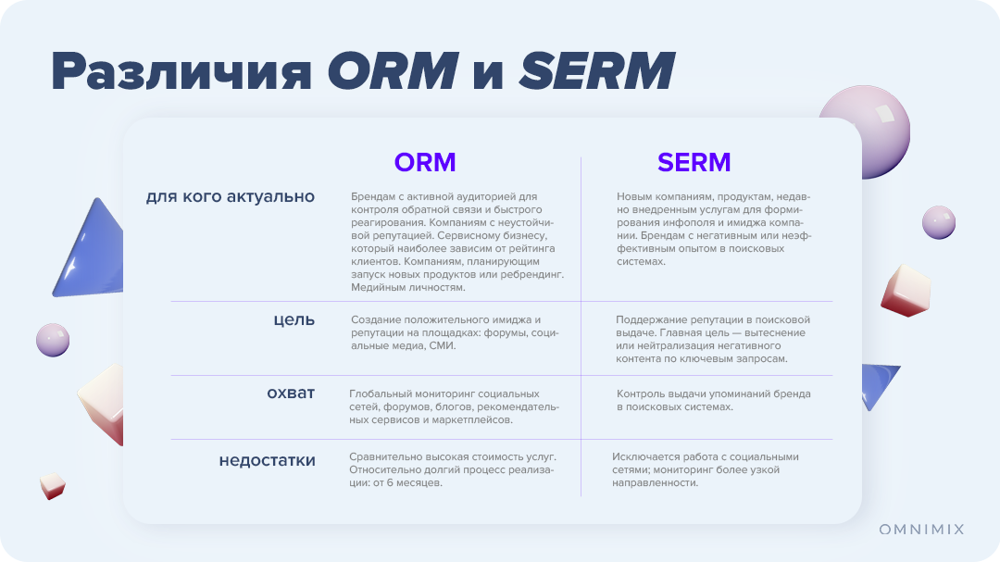 Различия ORM и SERM
ORM
SERM
для кого актуально
Брендам с активной аудиторией для
контроля обратной связи и быстрого
реагирования. Компаниям с неустойчи-
вой репутацией. Сервисному бизнесу,
который наиболее зависим от рейтинга
клиентов. Компаниям, планирующим
запуск новых продуктов или ребрендинг.
Медийным личностям.
Новым компаниям, продуктам, недав-
но внедренным услугам для форми-
рования инфополя и имиджа компа-
нии. Брендам с негативным или неэф-
фективным опытом в поисковых
системах.
цель
Создание положительного имиджа и
репутации на площадках: форумы, соци-
альные медиа, СМИ.
Поддержание репутации в поисковой
выдаче. Главная цель — вытеснение
или нейтрализация негативного
контента по ключевым запросам.
охват
Глобальный мониторинг социальных
сетей, форумов, блогов, рекомендатель-
ных сервисов и маркетплейсов.
Контроль выдачи упоминаний бренда
в поисковых системах.
недостатки
Сравнительно высокая стоимость услуг.
Относительно долгий процесс реализа-
ции: от 6 месяцев.
Исключается работа с социальными
сетями; мониторинг более узкой
направленности.
OMNIMIX